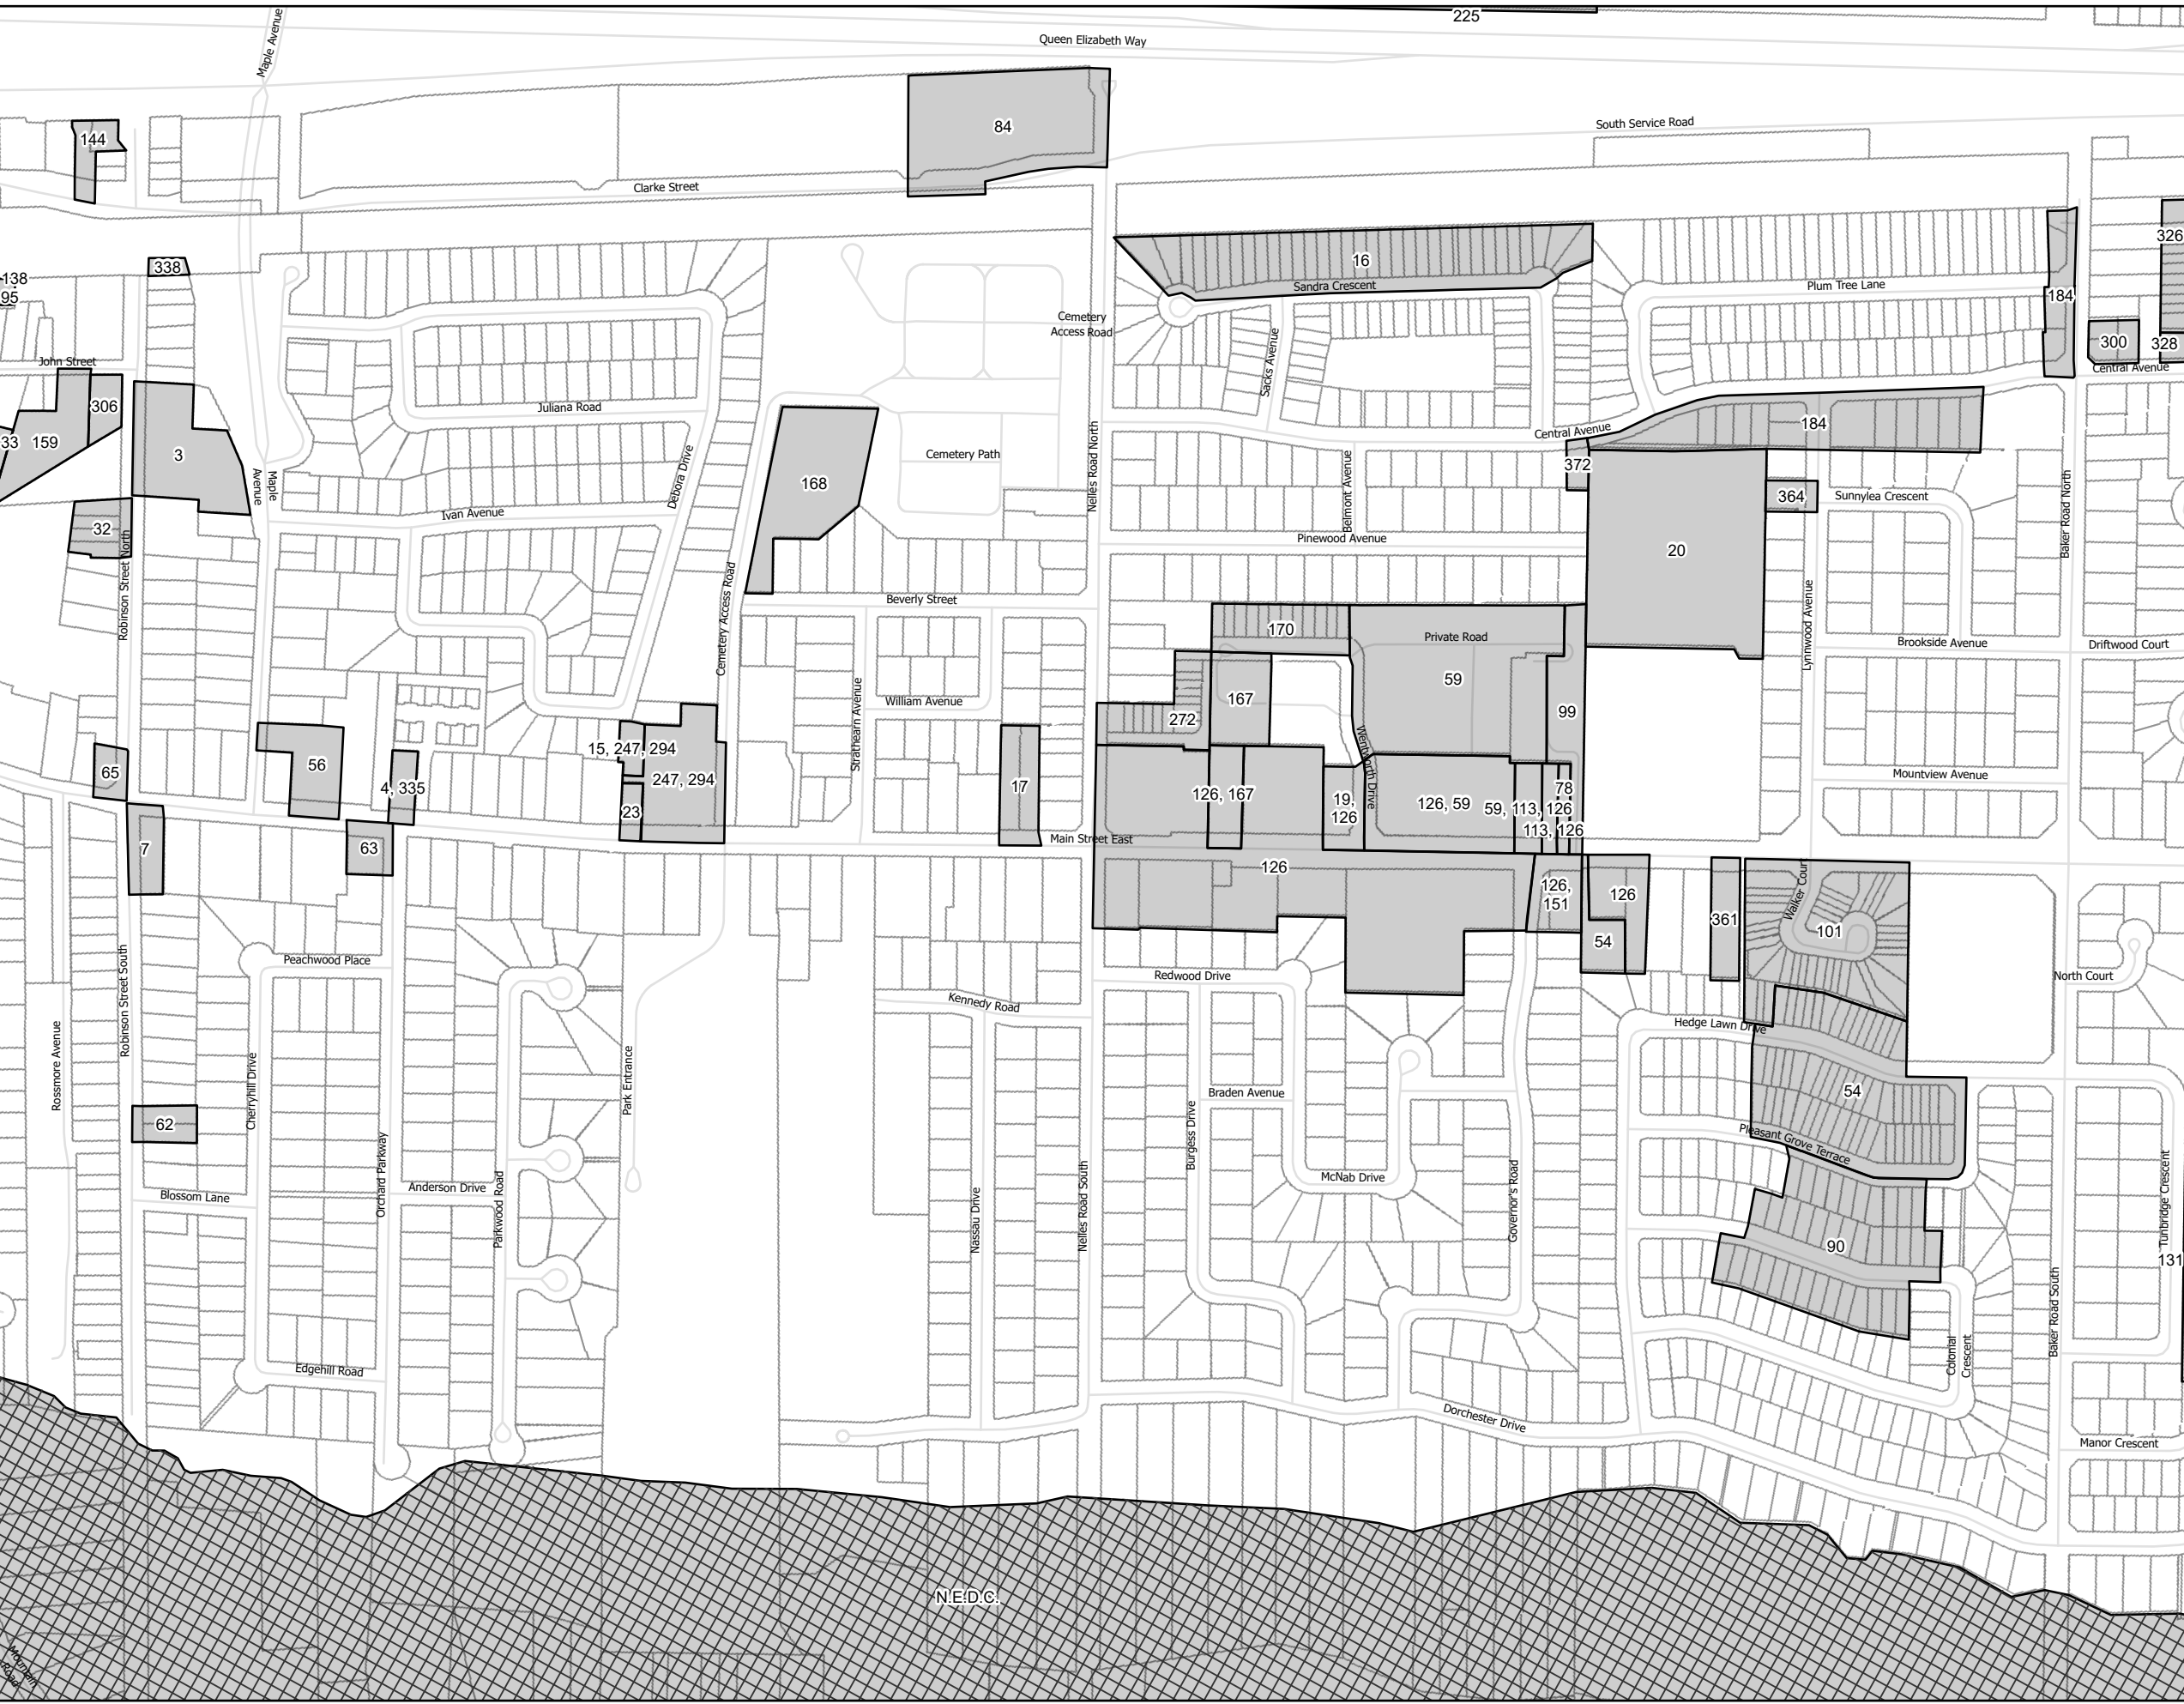 225
Queen Elizabeth Way
Maple Avenue
84
South Service Road
144
Clarke Street
326
16
338
138
95
Sandra Crescent
Plum Tree Lane
184
Cemetery
Access Road
300
328
Sacks Avenue
John Street
Central Avenue
306
Juliana Road
184
Central Avenue
33
159
3
Cemetery Path
372
Nelles Road North
Debora Drive
Maple
Avenue
168
Belmont Avenue
364
Sunnylea Crescent
Baker Road North
Ivan Avenue
32
Pinewood Avenue
20
Robinson Street North
Beverly Street
Cemetery Access Road
170
Private Road
Lynnwood Avenue
Brookside Avenue
Driftwood Court
59
William Avenue
167
Strathearn Avenue
272
99
15, 247, 294
Wentworth Drive
65
56
247, 294
Mountview Avenue
4, 335
17
126, 167
19,
126
126, 59
59, 113, 126
78
23
113, 126
Main Street East
7
63
126
126,
151
126
Walker Court
361
101
54
Peachwood Place
Redwood Drive
North Court
Robinson Street South
Kennedy Road
Hedge Lawn Drive
Rossmore Avenue
Cherryhill Drive
Park Entrance
Braden Avenue
54
62
Burgess Drive
Pleasant Grove Terrace
Orchard Parkway
McNab Drive
Blossom Lane
Anderson Drive
Parkwood Road
Nassau Drive
Nelles Road South
Governor's Road
Tunbridge Crescent
90
131
Baker Road South
Colonial
Crescent
Edgehill Road
Dorchester Drive
Manor Crescent
N.E.D.C.
Mountain
Road